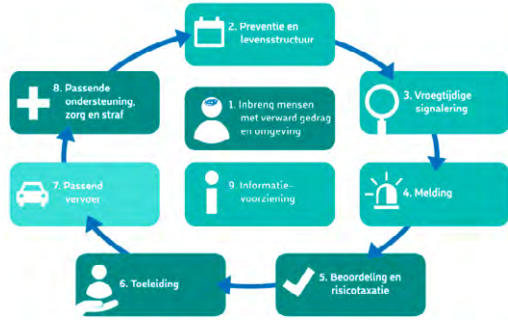 2. Preventie en
levensstructuur
8. Passende
ondersteuning,
zorg en straf
1. Inbreng mensen
met verward gedrag
en omgeving
3. Vroegtijdige
signalering
7. Passend
vervoer
9. Informatie-
voorziening
4. Melding
6. Toeleiding
5. Beoordeling en
risicotaxatie